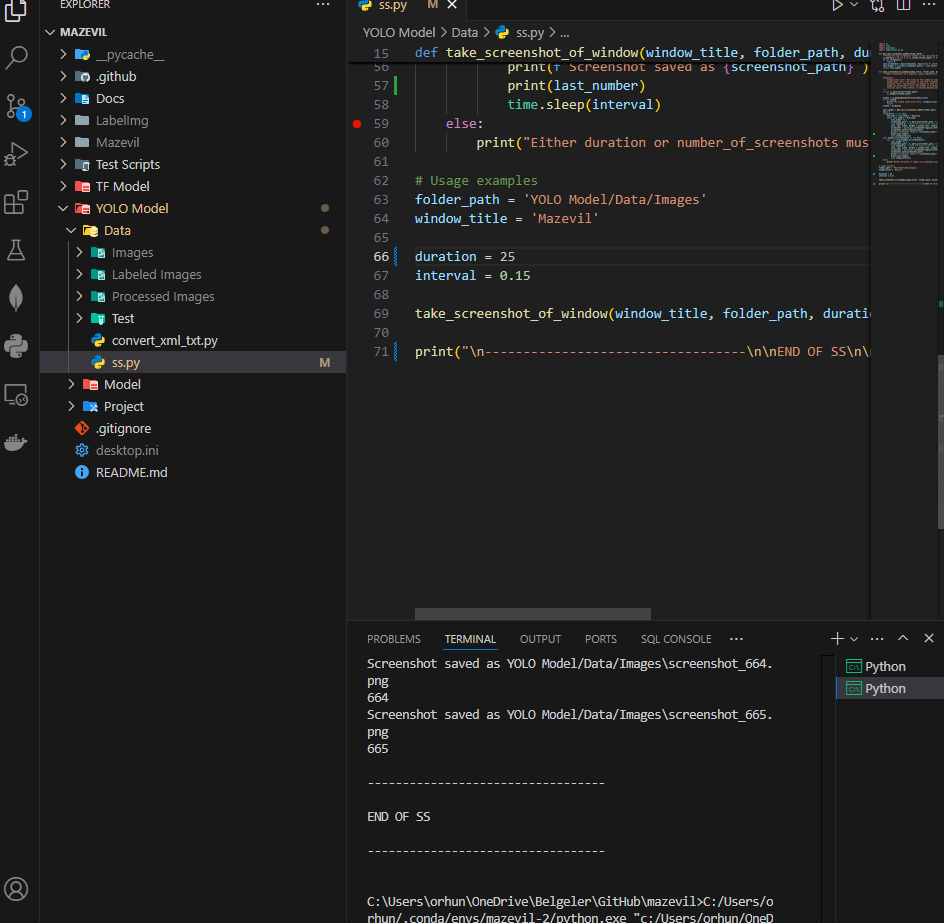 EXPLORER
···
MAZEVIL
__pycache__
.github
Docs
LabelImg
Mazevil
Test Scripts
TF Model
YOLO Model
Data
Images
Labeled Images
Processed Images
Test
convert_xml_txt.py
ss.py M
Model
Project
.gitignore
desktop.ini
README.md
1
ss.py M
YOLO Model > Data > ss.py > ...
15 def take_screenshot_of_window(window_title, folder_path, du
56 print(f"Screenshot saved as {screenshot_path}")
57 print(last_number)
58 time.sleep(interval)
59 else:
60 print("Either duration or number_of_screenshots mus
61
62 # Usage examples
63 folder_path = 'YOLO Model/Data/Images'
64 window_title = 'Mazevil'
65
66 duration = 25
67 interval = 0.15
68
69 take_screenshot_of_window(window_title, folder_path, duratio
70
71 print("\n----------------------------------\n\nEND OF SS\n\
PROBLEMS TERMINAL OUTPUT PORTS SQL CONSOLE ···
Screenshot saved as YOLO Model/Data/Images\screenshot_664.
png
664
Screenshot saved as YOLO Model/Data/Images\screenshot_665.
png
665
----------------------------------
END OF SS
----------------------------------
C:\Users\orhun\OneDrive\Belgeler\GitHub\mazevil>C:/Users/o
rhun/.conda/envs/mazevil-2/python.exe "c:/Users/orhun/OneD
Python
Python